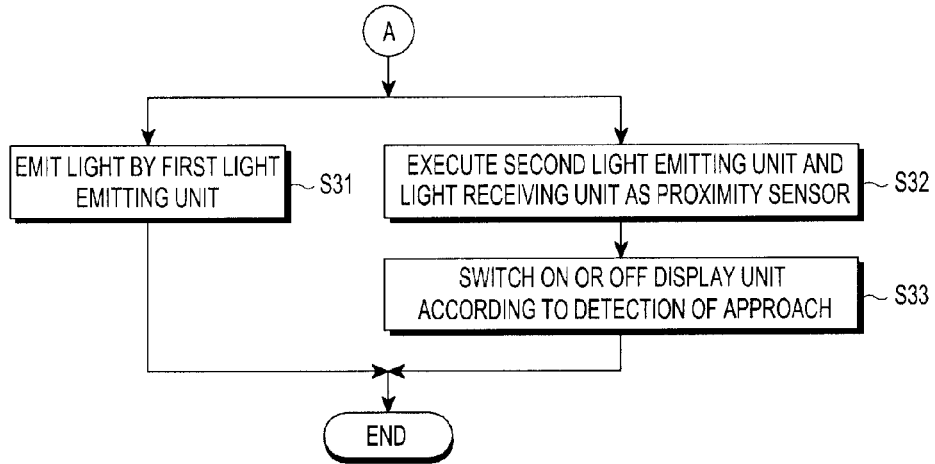 A
EMIT LIGHT BY FIRST LIGHT
EMITTING UNIT
S31
EXECUTE SECOND LIGHT EMITTING UNIT AND
LIGHT RECEIVING UNIT AS PROXIMITY SENSOR
S32
SWITCH ON OR OFF DISPLAY UNIT
ACCORDING TO DETECTION OF APPROACH
S33
END